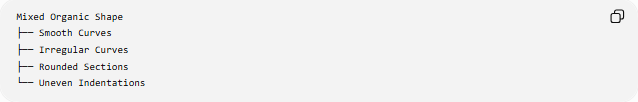 Mixed Organic Shape
├── Smooth Curves
├── Irregular Curves
├── Rounded Sections
└── Uneven Indentations